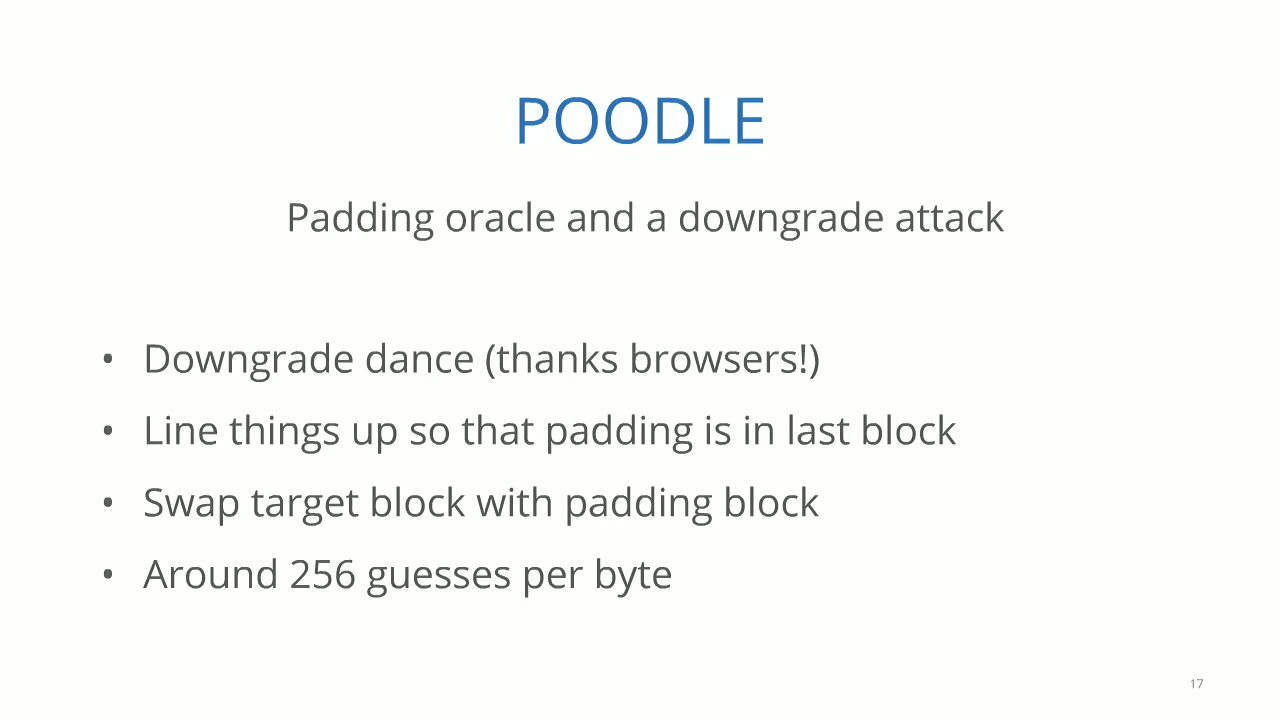 POODLE
Padding oracle and a downgrade attack
• Downgrade dance (thanks browsers!)
• Line things up so that padding is in last block
• Swap target block with padding block
• Around 256 guesses per byte
17